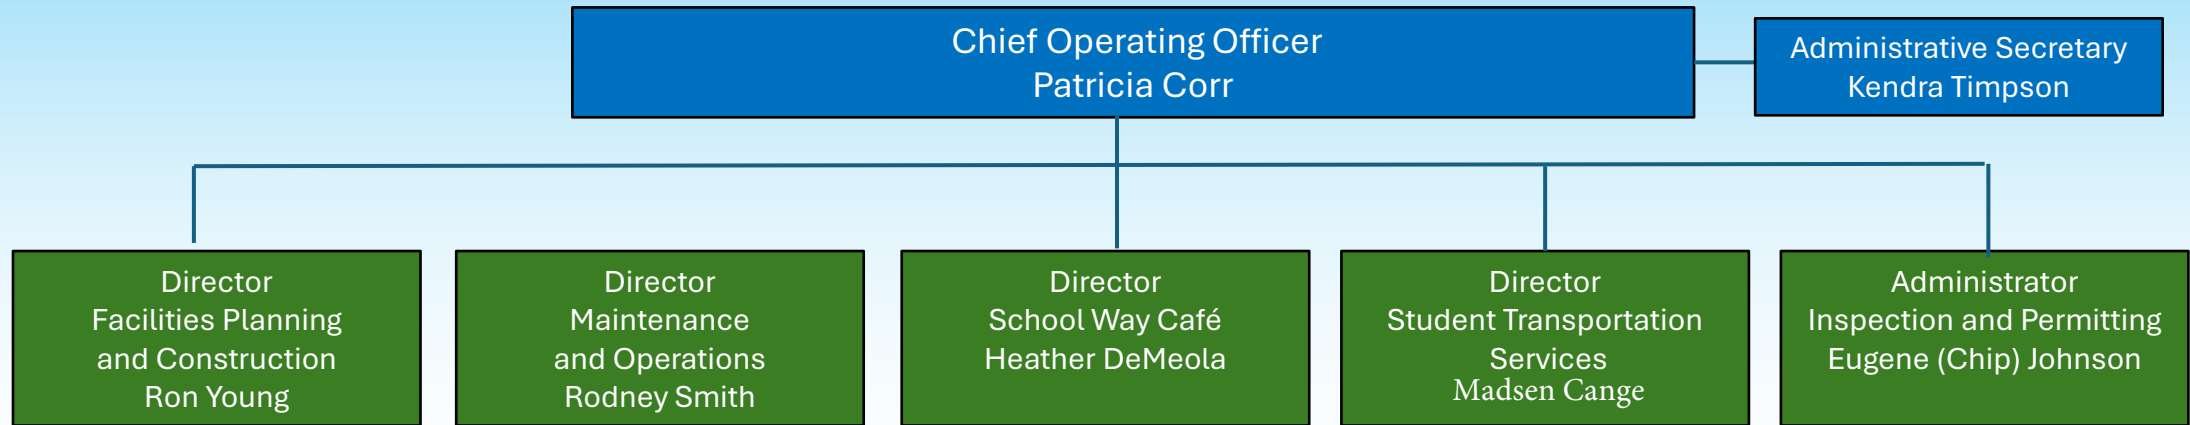 Chief Operating Officer
Patricia Corr
Administrative Secretary
Kendra Timpson
Director
Facilities Planning
and Construction
Ron Young
Director
Maintenance
and Operations
Rodney Smith
Director
School Way Café
Heather DeMeola
Director
Student Transportation
Services
Madsen Cange
Administrator
Inspection and Permitting
Eugene (Chip) Johnson